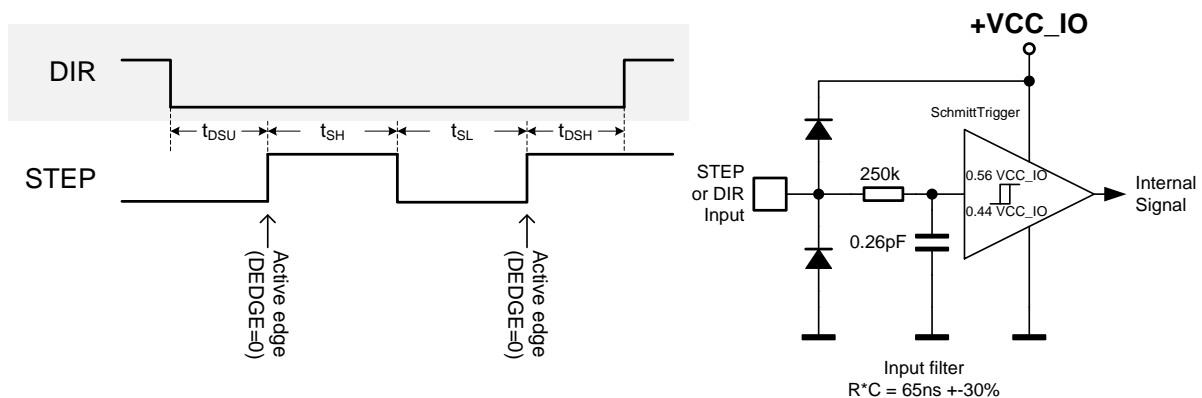 DIR
tDSU
tSH
tSL
tDSH
STEP
Active edge
(DEDGE=0)
Active edge
(DEDGE=0)
+VCC_IO
SchmittTrigger
STEP
or DIR
Input
250k
0.26pF
0.56 VCC_IO
0.44 VCC_IO
Internal
Signal
Input filter
R*C = 65ns +-30%